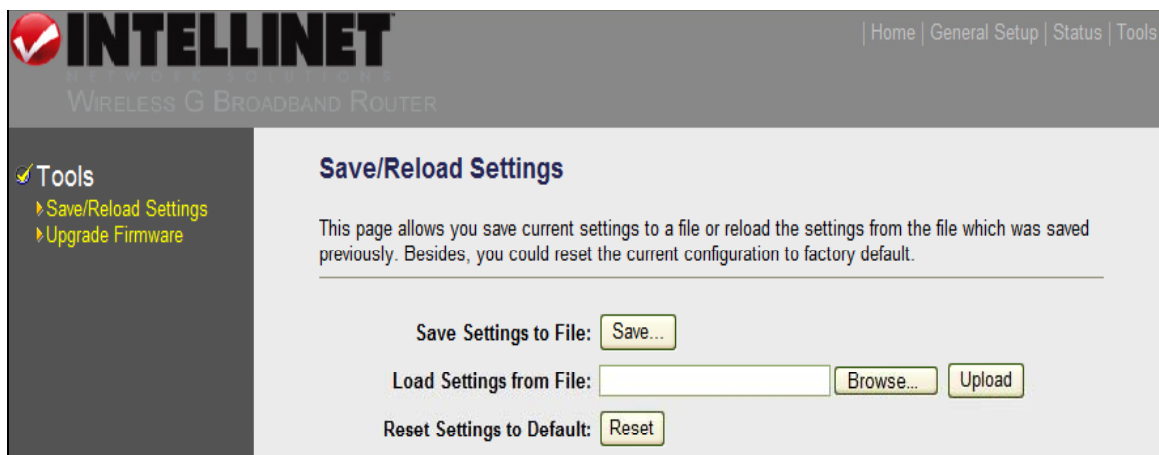 INTELLINET
| Home | General Setup | Status | Tools
NETWORK SOLUTIONS
WIRELESS G BROADBAND ROUTER
Tools
Save/Reload Settings
Upgrade Firmware
Save/Reload Settings
This page allows you save current settings to a file or reload the settings from the file which was saved
previously. Besides, you could reset the current configuration to factory default.
Save Settings to File: Save...
Load Settings from File: Browse... Upload
Reset Settings to Default: Reset